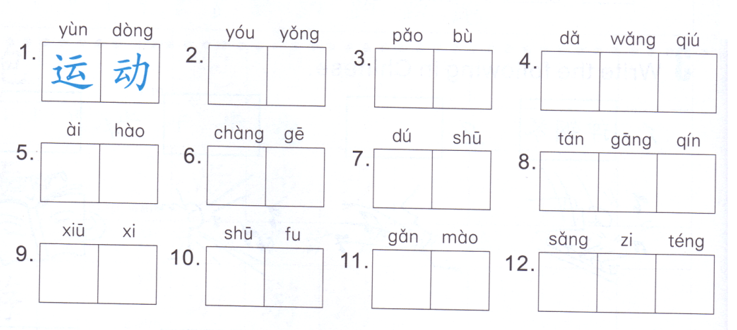 yùn dòng yóu yǒng pǎo bù dǎ wǎng qiú
1. 运动 2. 3. 4.
ài hào chàng gē dú shū tán gāng qín
5. 6. 7. 8.
xiū xi shū fu gǎn mào sǎng zi téng
9. 10. 11. 12.